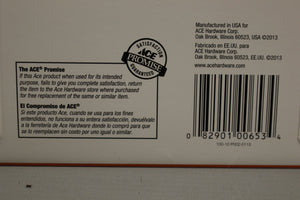 SATISFACTION
ACE
PROMISE
GUARANTEED
The ACE® Promise
If this Ace product when used for its intended purpose, fails to give complete satisfaction, return the item to the Ace Hardware store where purchased for free replacement of the same or similar item.
El Compromiso de ACE®
Si este producto Ace, cuando se usa para los fines entendidos, no funciona a su entera satisfacción, devuélvalo a la ferretería de Ace Hardware donde lo compró para que se lo reemplacen sin costo por uno igual o similar.
Manufactured in USA for
ACE Hardware Corp.
Oak Brook, Illinois 60523, USA ©2013
Fabricado en EE.UU. para
ACE Hardware Corp.
Oak Brook, Illinois 60523, EE.UU. ©2013
www.acehardware.com
0 82901 00653 4